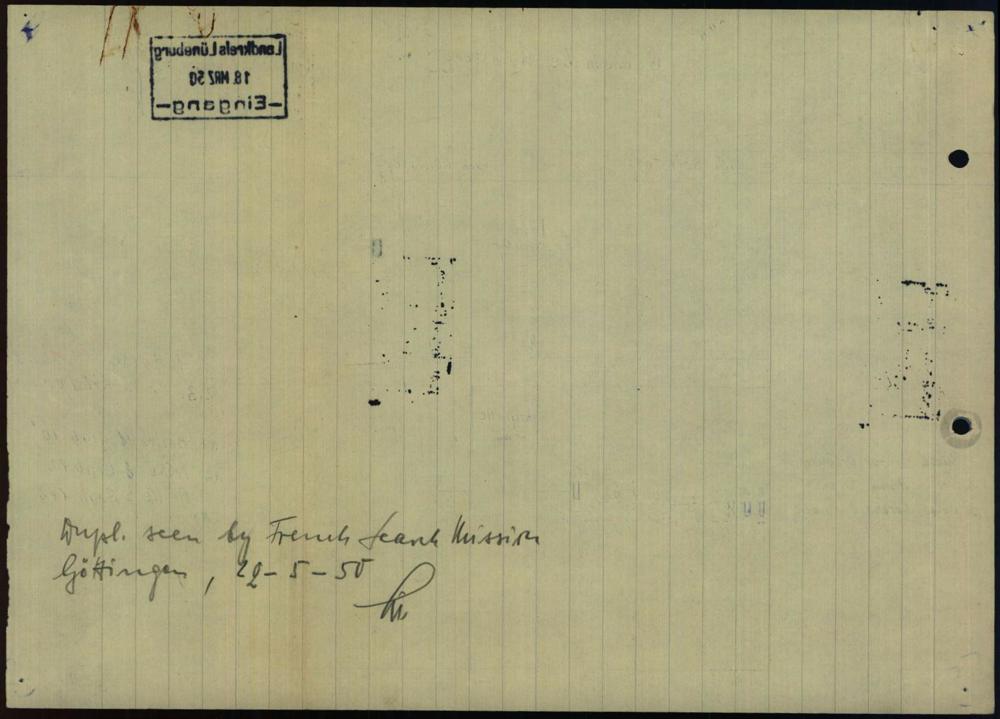 Landkreis Lüneburg
18. MRZ 50
-Eingang-
Dupl. seen by French Search Mission
Göttingen, 22-5-50